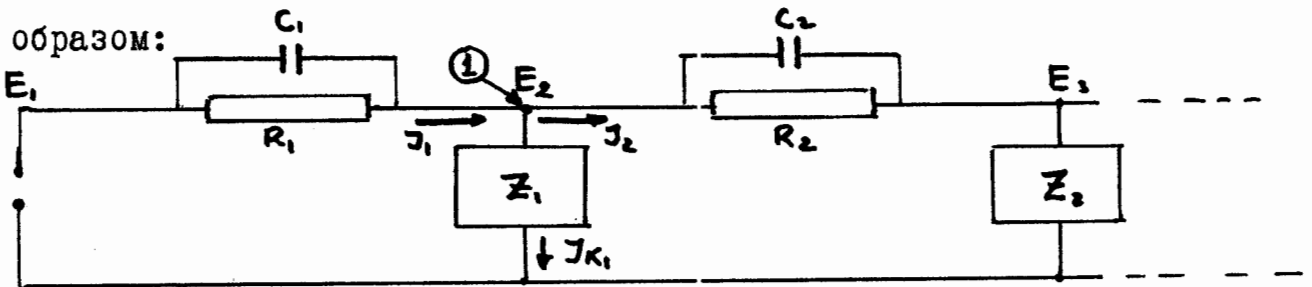 образом:
C₁ C₂
① E₂
E₁ E₃
R₁ J₁ J₂ R₂
Z₁ Z₂
J_K₁